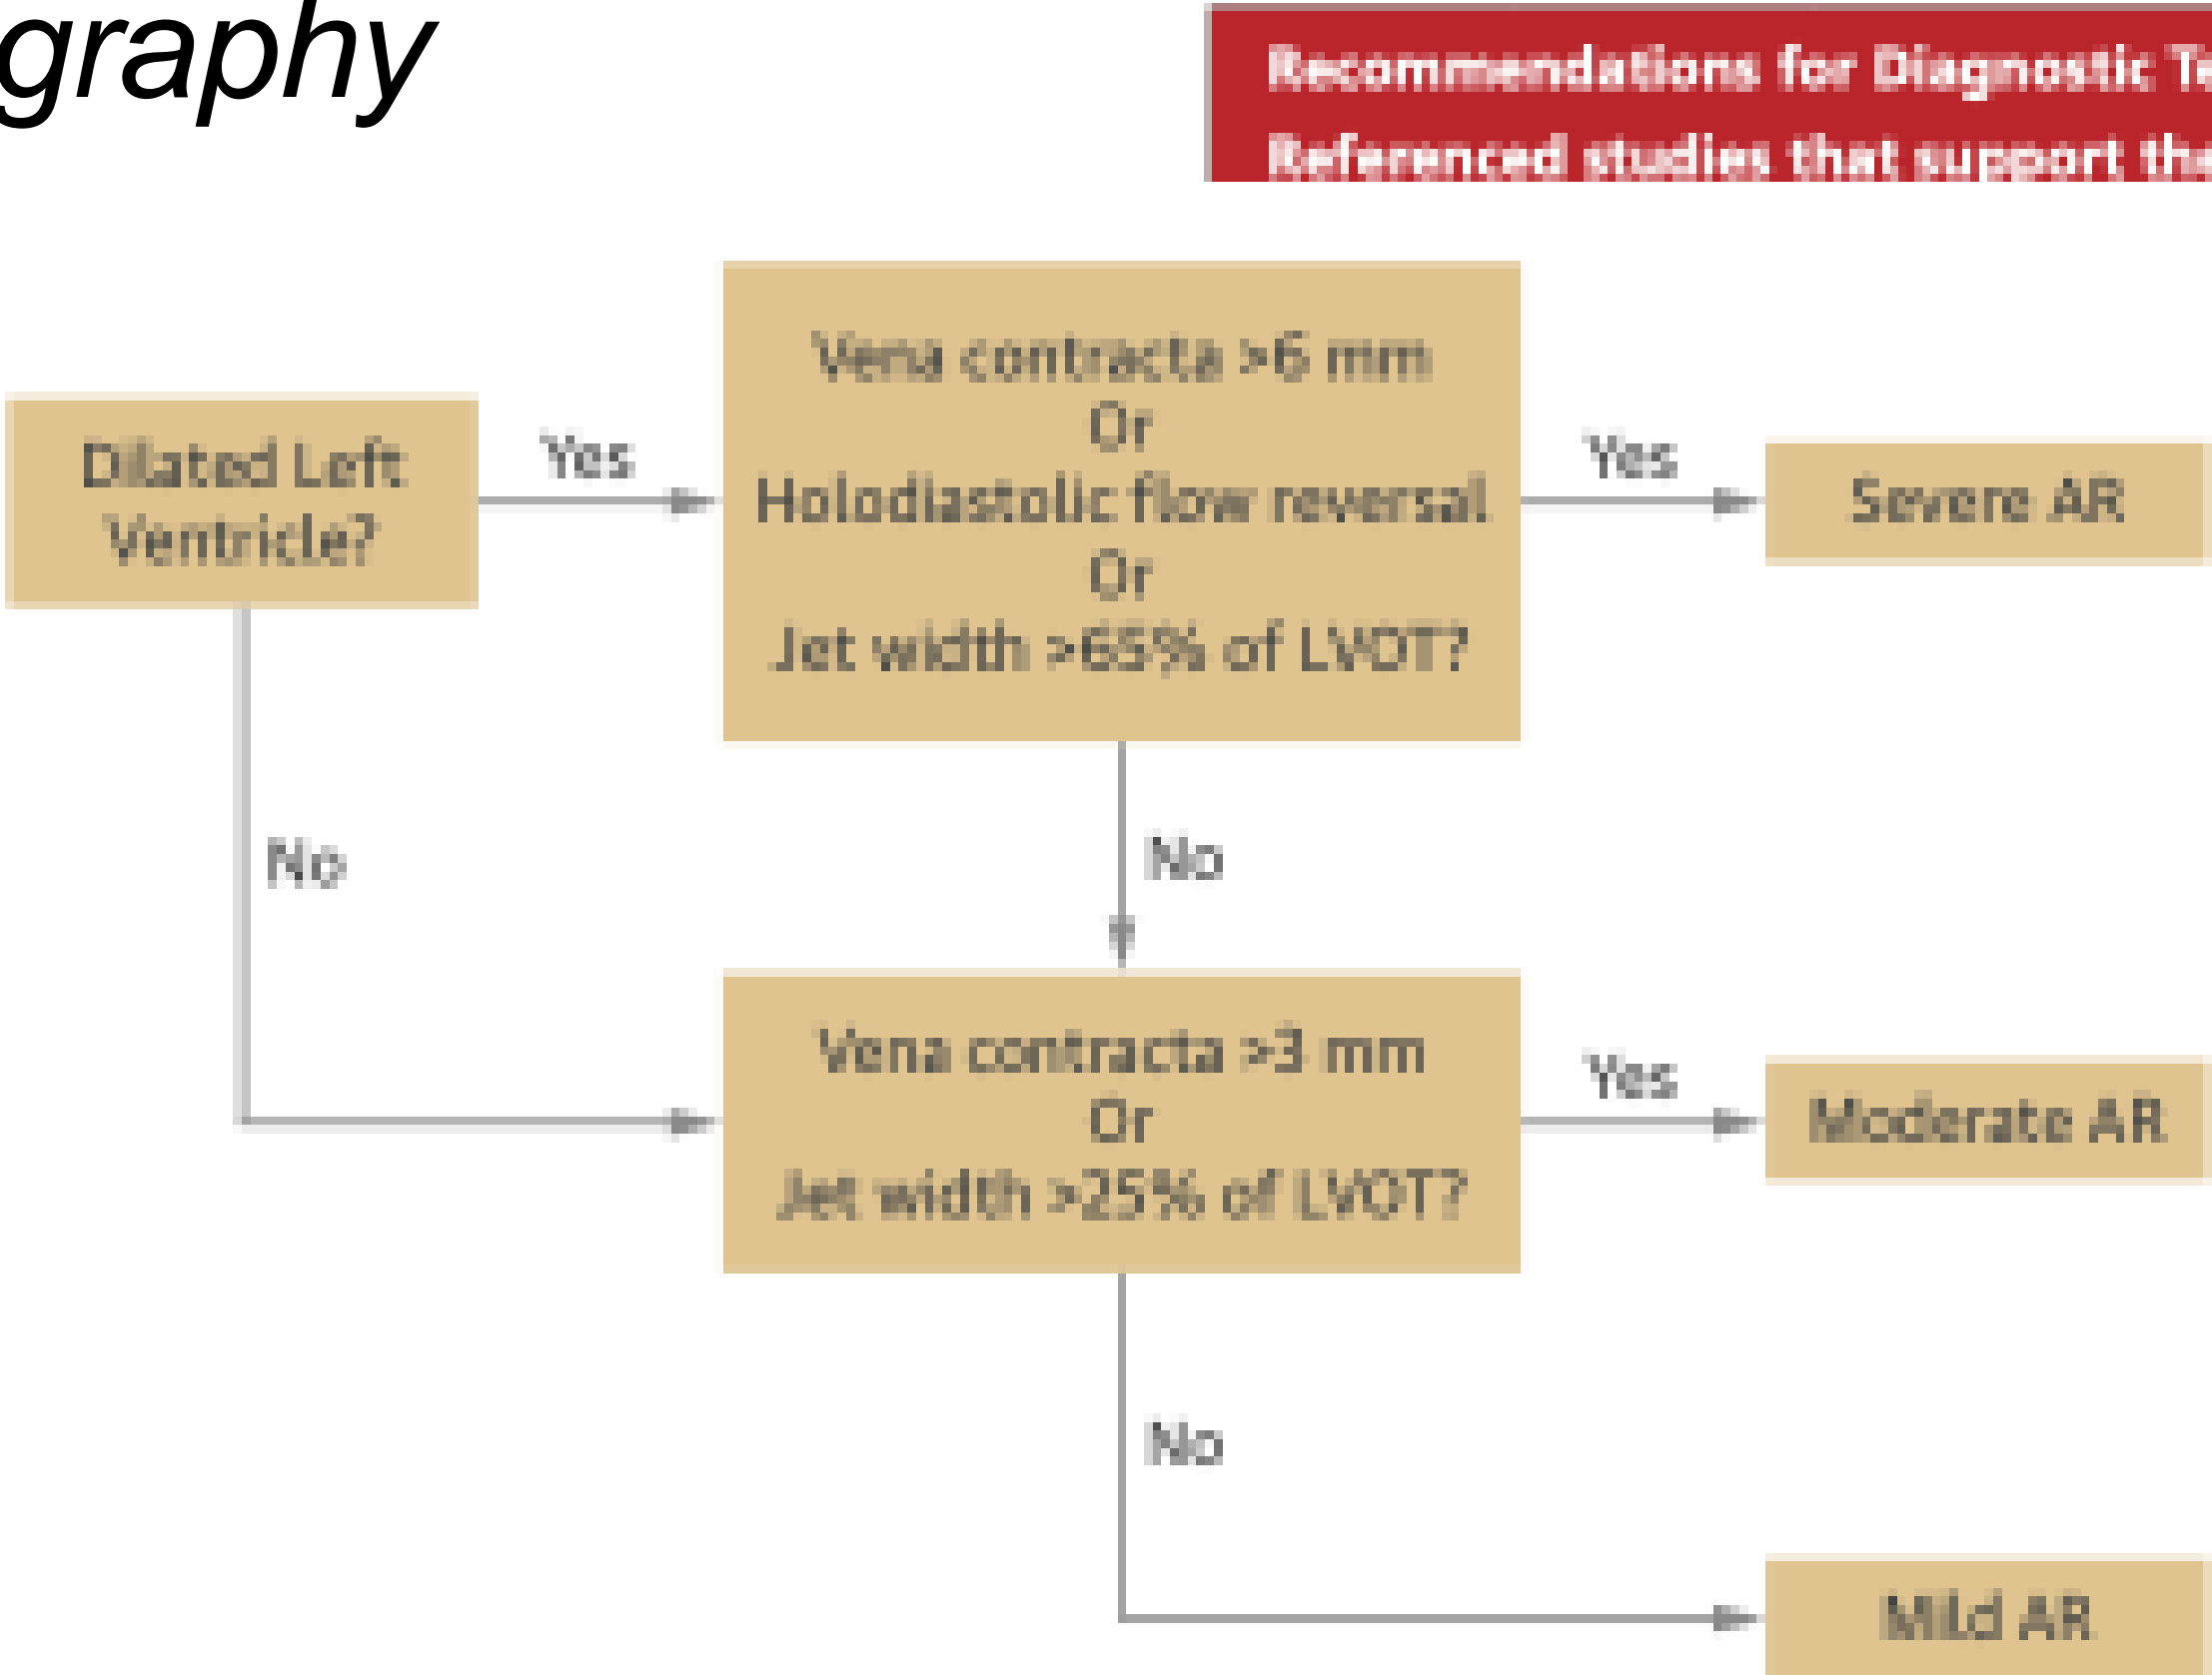 graphy
Recommendations for Diagnostic
Referenced studies that support
Vena contracta >6 mm
Or
Holodiastolic flow reversal
Or
Jet width >65% of LVOT?
Dilated Left
Ventricle?
Yes
Yes
Severe AR
No
No
Vena contracta >3 mm
Or
Jet width >25% of LVOT?
Yes
Moderate AR
No
Mild AR